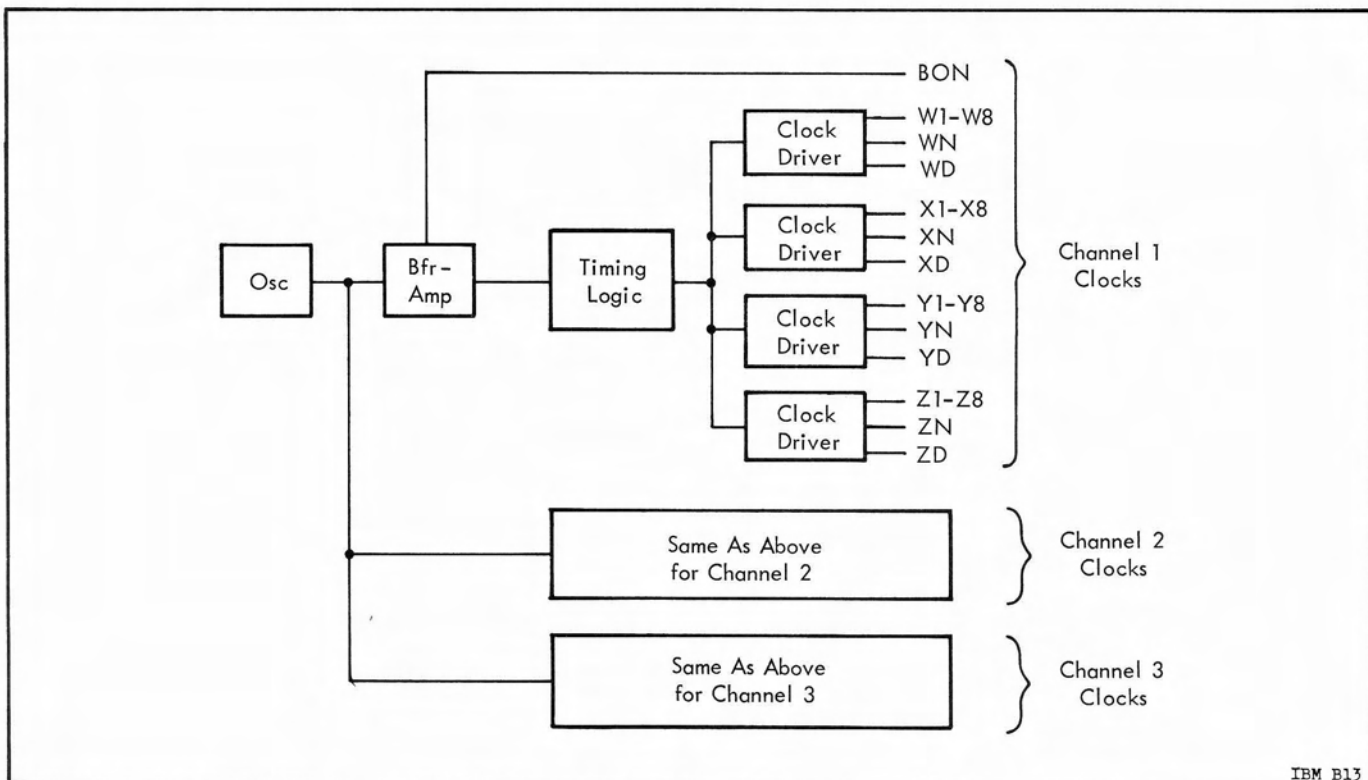 BON
Clock
Driver
W1-W8
WN
WD
Clock
Driver
X1-X8
XN
XD
Channel 1
Clocks
Osc
Bfr-
Amp
Timing
Logic
Clock
Driver
Y1-Y8
YN
YD
Clock
Driver
Z1-Z8
ZN
ZD
Same As Above
for Channel 2
Channel 2
Clocks
Same As Above
for Channel 3
Channel 3
Clocks
IBM B13